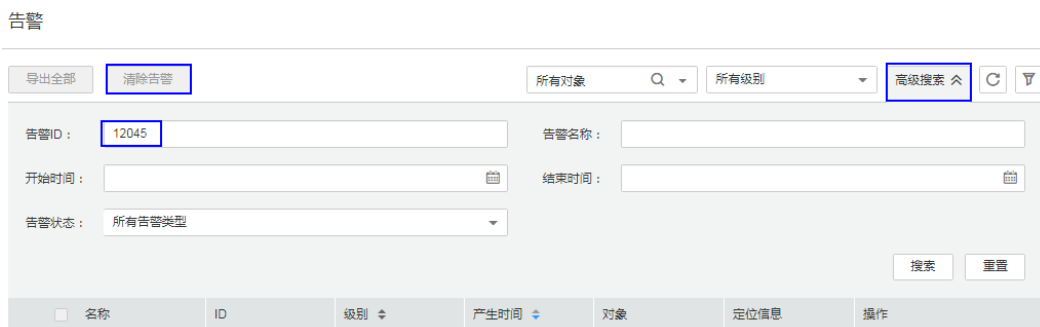 告警
导出全部 清除告警 所有对象 所有级别 高级搜索
告警ID： 12045 告警名称：
开始时间： 结束时间：
告警状态： 所有告警类型
搜索 重置
名称 ID 级别 产生时间 对象 定位信息 操作